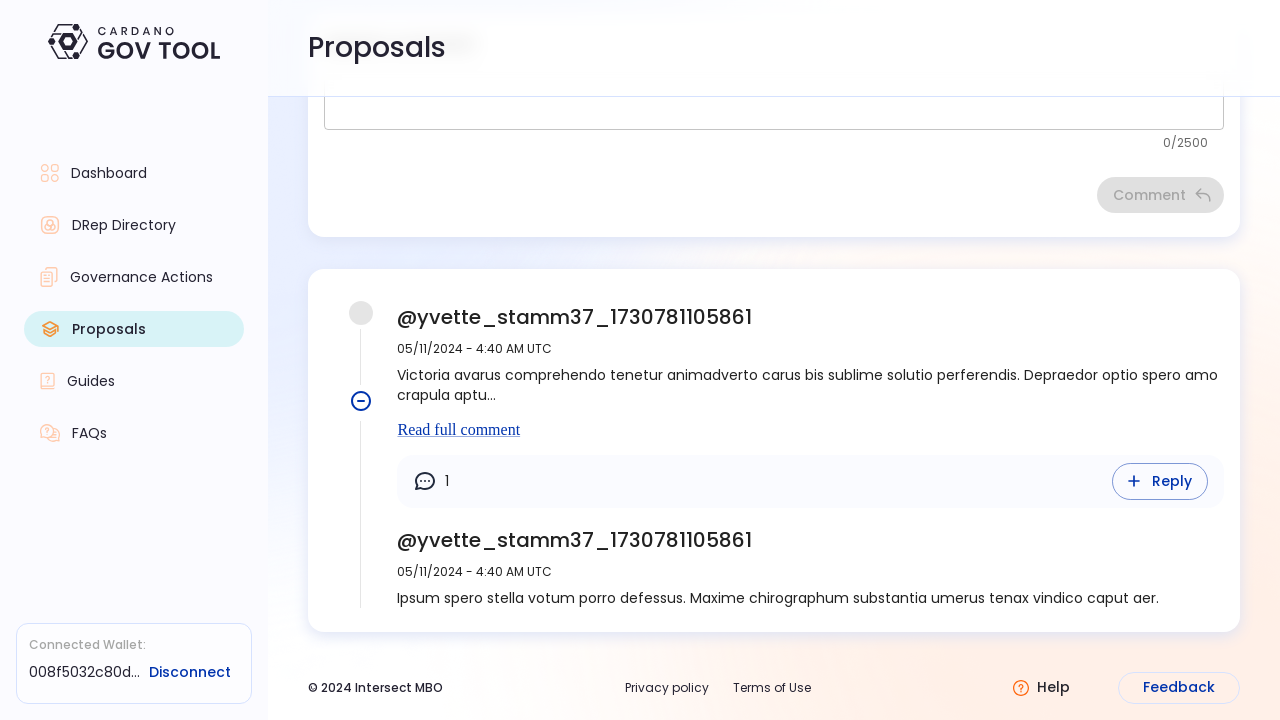 CARDANO
GOV TOOL
Proposals
Dashboard
DRep Directory
Governance Actions
Proposals
Guides
FAQs
Connected Wallet:
008f5032c80d... Disconnect
0/2500
Comment
@yvette_stamm37_1730781105861
05/11/2024 - 4:40 AM UTC
Victoria avarus comprehendo tenetur animadverto carus bis sublime solutio perferendis. Depraedor optio spero amo
crapula aptu...
Read full comment
1
Reply
@yvette_stamm37_1730781105861
05/11/2024 - 4:40 AM UTC
Ipsum spero stella votum porro defessus. Maxime chirographum substantia umerus tenax vindico caput aer.
© 2024 Intersect MBO
Privacy policy
Terms of Use
Help
Feedback